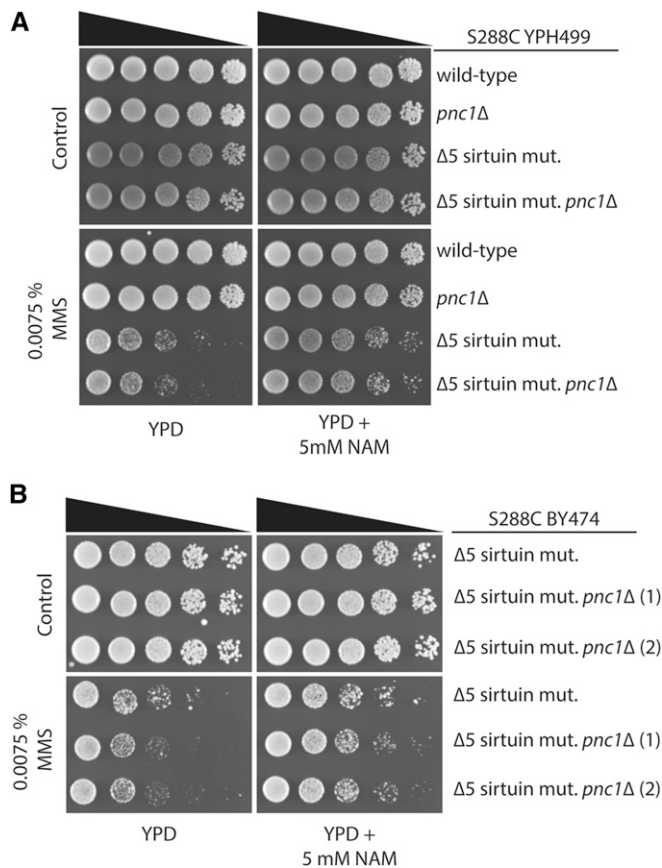 A
S288C YPH499
Control
wild-type
pnc1Δ
Δ5 sirtuin mut.
Δ5 sirtuin mut. pnc1Δ
0.0075 %
MMS
wild-type
pnc1Δ
Δ5 sirtuin mut.
Δ5 sirtuin mut. pnc1Δ
YPD
YPD +
5mM NAM
B
S288C BY474
Control
Δ5 sirtuin mut.
Δ5 sirtuin mut. pnc1Δ (1)
Δ5 sirtuin mut. pnc1Δ (2)
0.0075 %
MMS
Δ5 sirtuin mut.
Δ5 sirtuin mut. pnc1Δ (1)
Δ5 sirtuin mut. pnc1Δ (2)
YPD
YPD +
5 mM NAM